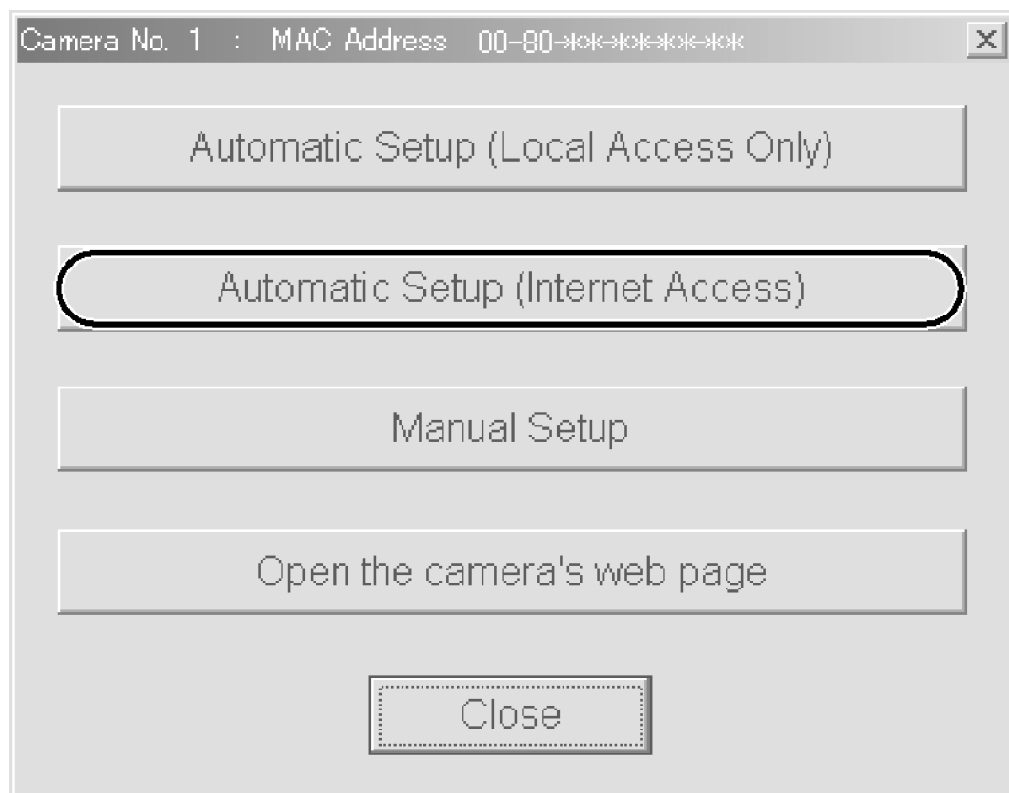 Camera No. 1 : MAC Address 00-80-**-**-**-**
Automatic Setup (Local Access Only)
Automatic Setup (Internet Access)
Manual Setup
Open the camera's web page
Close